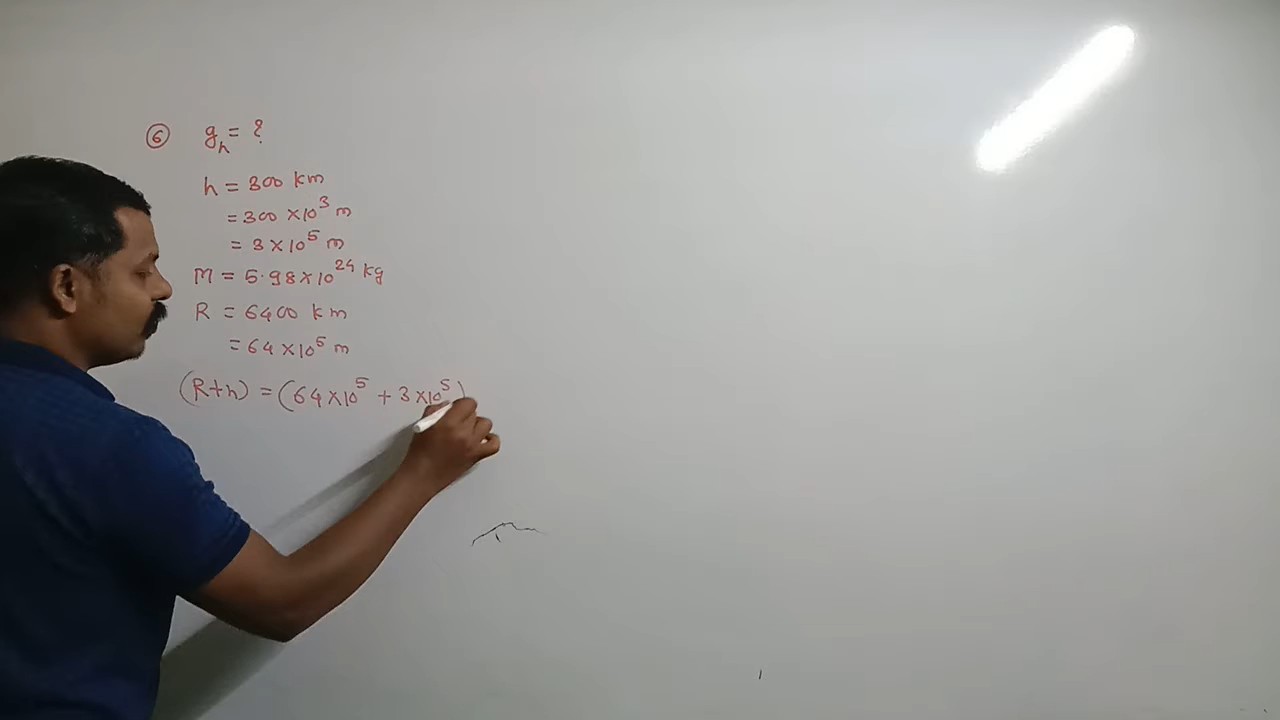 ⑥ gₕ = ?
h = 300 km
= 300 × 10³ m
= 3 × 10⁵ m
M = 5.98 × 10²⁴ kg
R = 6400 km
= 64 × 10⁵ m
(R+h) = (64 × 10⁵ + 3 × 10⁵)